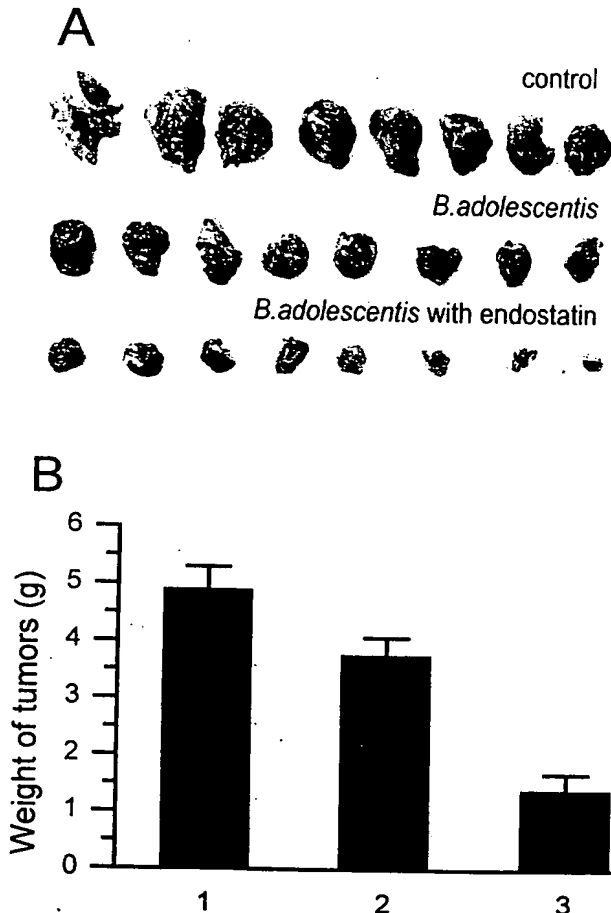 A
control
B.adolescentis
B.adolescentis with endostatin
B
6
5
4
3
2
1
0
Weight of tumors (g)
1 2 3